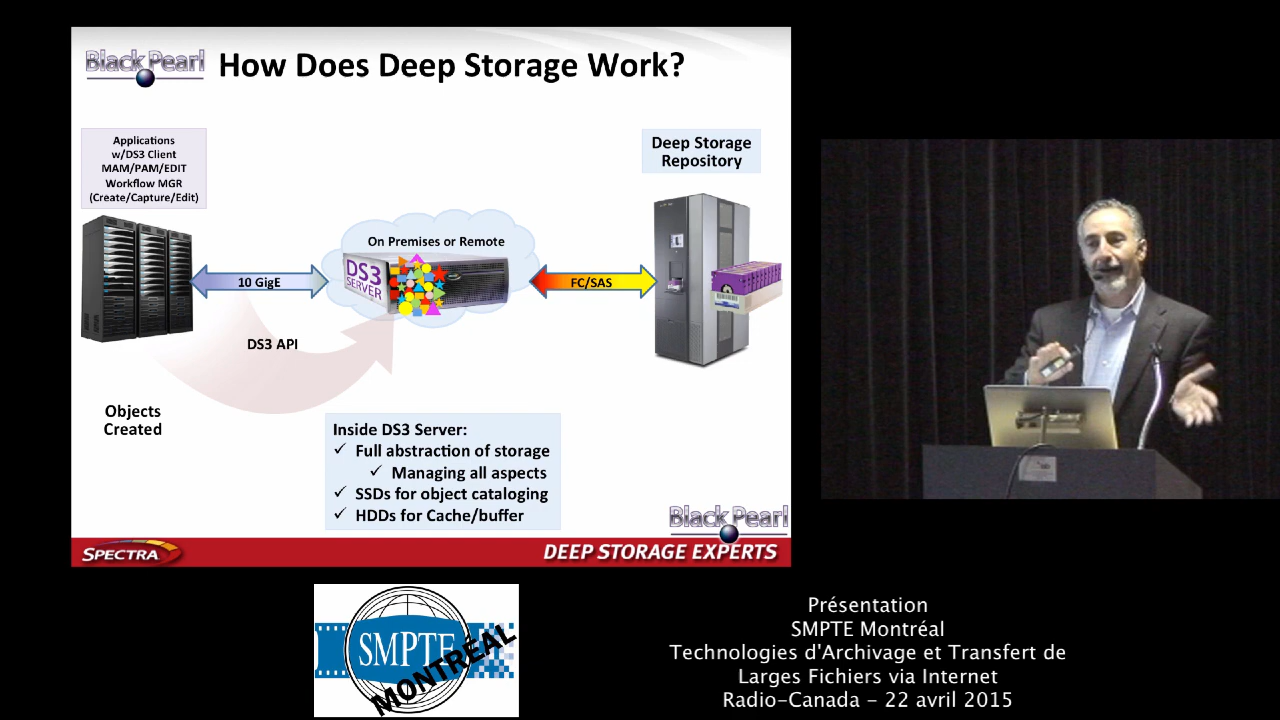 Black Pearl
How Does Deep Storage Work?
Applications
w/DS3 Client
MAM/PAM/EDIT
Workflow MGR
(Create/Capture/Edit)
Deep Storage
Repository
On Premises or Remote
DS3
SERVER
10 GigE
FC/SAS
DS3 API
Objects
Created
Inside DS3 Server:
✓ Full abstraction of storage
✓ Managing all aspects
✓ SSDs for object cataloging
✓ HDDs for Cache/buffer
Black Pearl
SPECTRA
DEEP STORAGE EXPERTS
SMPTE
MONTRÉAL
Présentation
SMPTE Montréal
Technologies d'Archivage et Transfert de
Larges Fichiers via Internet
Radio-Canada - 22 avril 2015